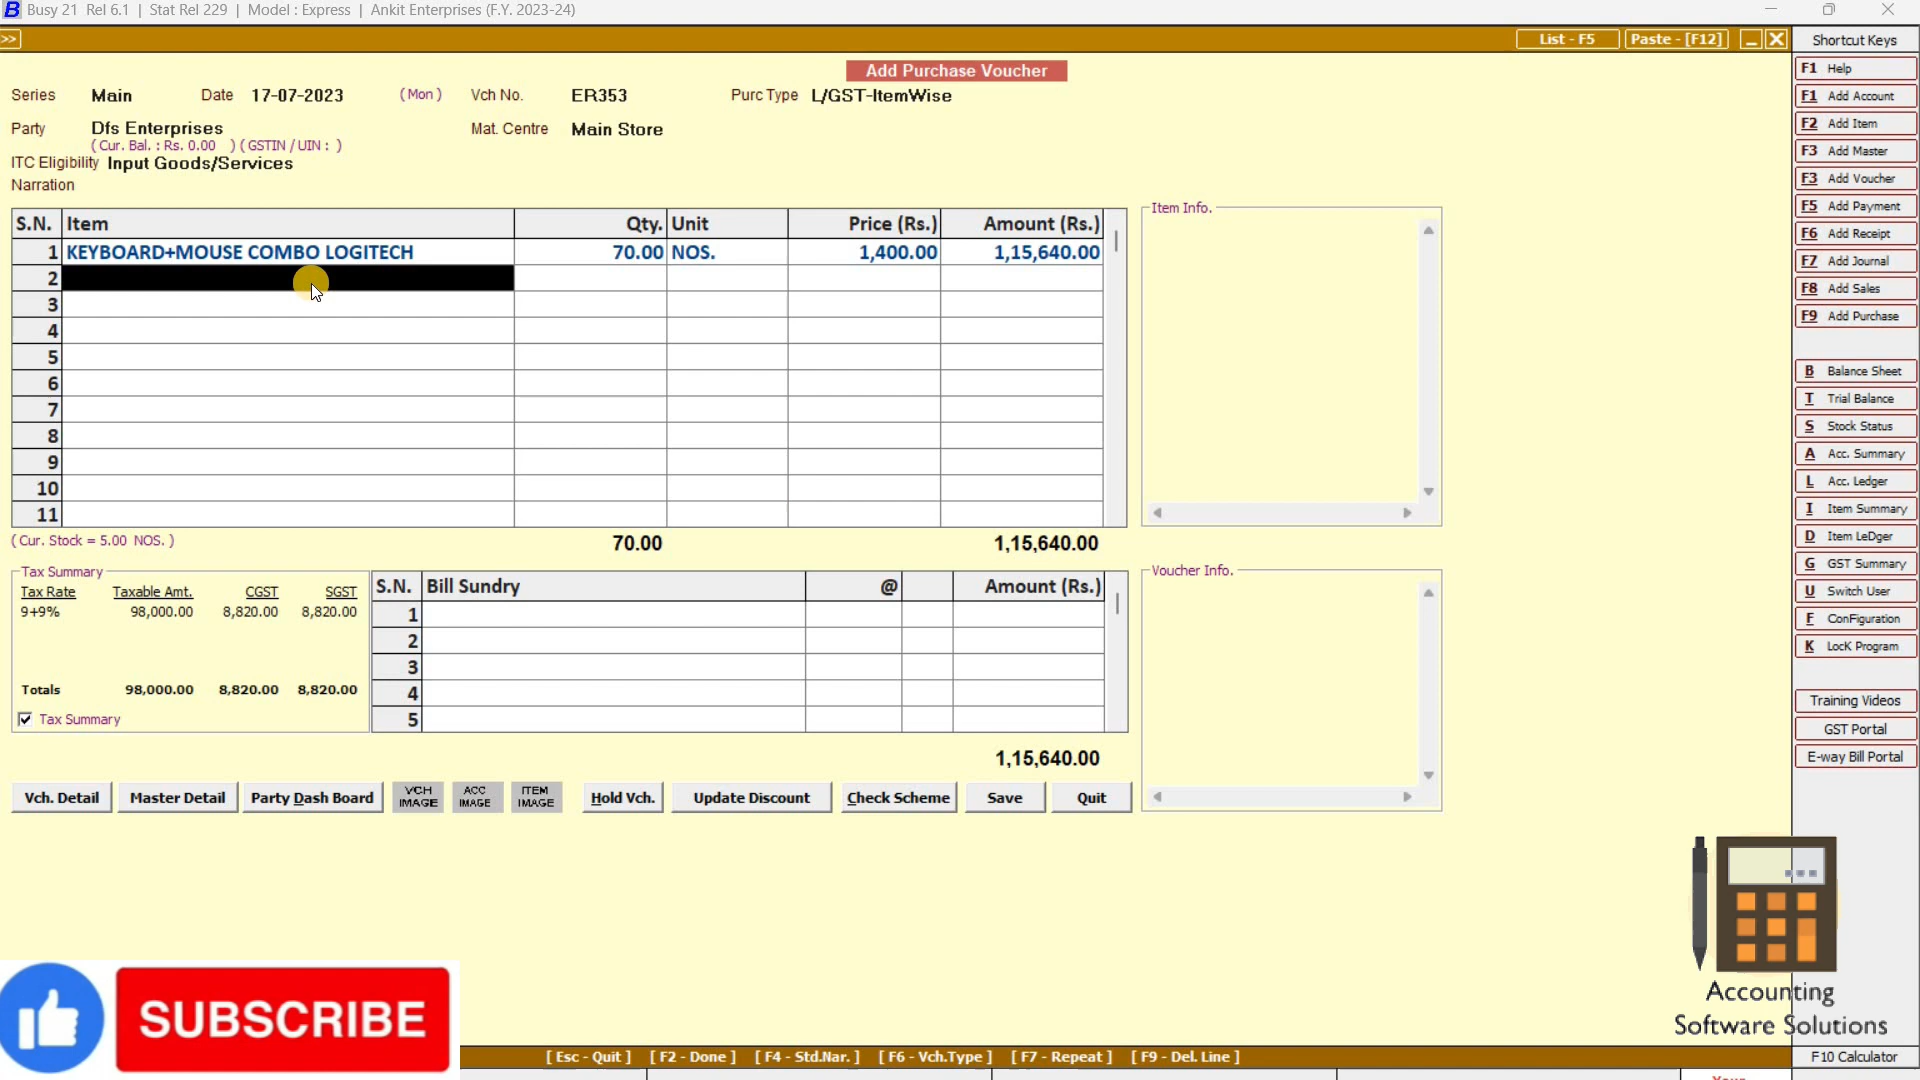 Busy 21 Rel 6.1 | Stat Rel 229 | Model : Express | Ankit Enterprises (F.Y. 2023-24)
>> List - F5 Paste - [F12]
Add Purchase Voucher
Series Main Date 17-07-2023 (Mon) Vch No. ER353 Purc Type L/GST-ItemWise
Party Dfs Enterprises Mat. Centre Main Store
(Cur. Bal. : Rs. 0.00 ) (GSTIN / UIN : )
ITC Eligibility Input Goods/Services
Narration
S.N. Item Qty. Unit Price (Rs.) Amount (Rs.)
1 KEYBOARD+MOUSE COMBO LOGITECH 70.00 NOS. 1,400.00 1,15,640.00
2
3
4
5
6
7
8
9
10
11
(Cur. Stock = 5.00 NOS.) 70.00 1,15,640.00
Item Info.
Tax Summary
Tax Rate Taxable Amt. CGST SGST
9+9% 98,000.00 8,820.00 8,820.00
Totals 98,000.00 8,820.00 8,820.00
Tax Summary
S.N. Bill Sundry @ Amount (Rs.)
1
2
3
4
5
1,15,640.00
Voucher Info.
Vch. Detail Master Detail Party Dash Board VCH IMAGE ACC IMAGE ITEM IMAGE Hold Vch. Update Discount Check Scheme Save Quit
Shortcut Keys
F1 Help
F1 Add Account
F2 Add Item
F3 Add Master
F3 Add Voucher
F5 Add Payment
F6 Add Receipt
F7 Add Journal
F8 Add Sales
F9 Add Purchase
B Balance Sheet
T Trial Balance
S Stock Status
A Acc. Summary
L Acc. Ledger
I Item Summary
D Item LeDger
G GST Summary
U Switch User
F ConFiguration
K LocK Program
Training Videos
GST Portal
E-way Bill Portal
Accounting
Software Solutions
SUBSCRIBE
[ Esc - Quit ] [ F2 - Done ] [ F4 - Std.Nar. ] [ F6 - Vch.Type ] [ F7 - Repeat ] [ F9 - Del. Line ]
F10 Calculator